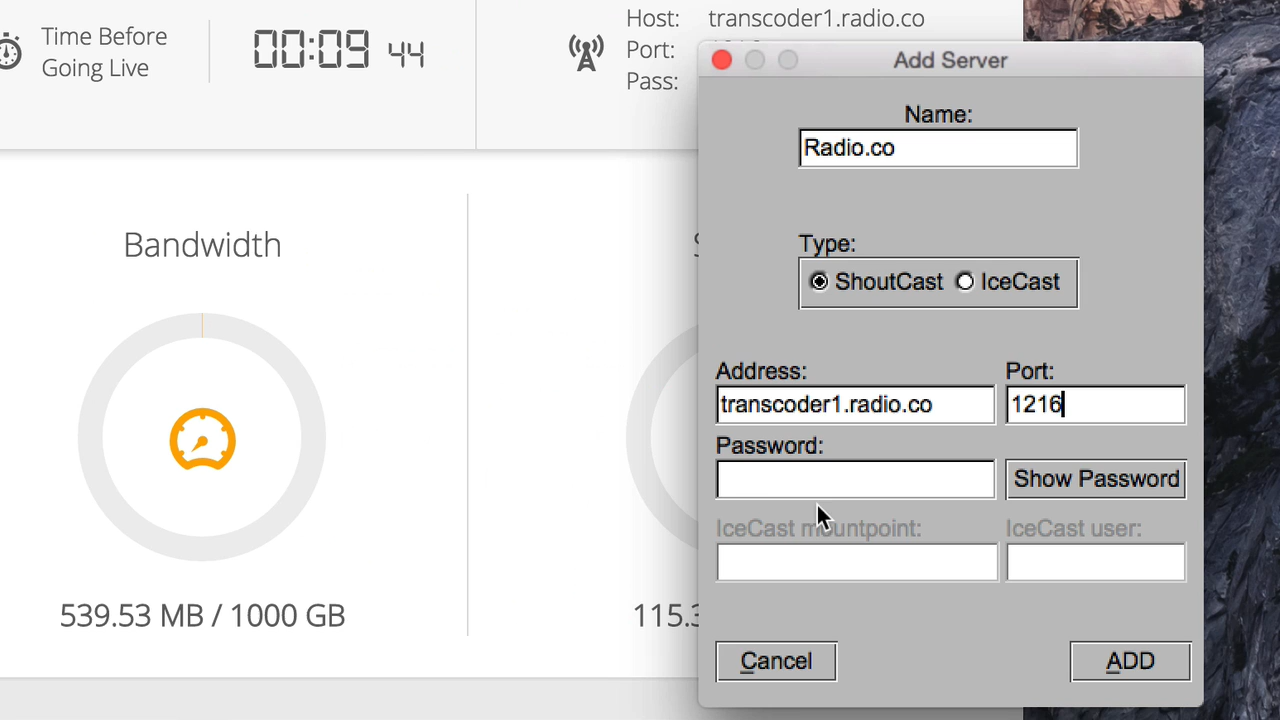 Time Before
Going Live
00:09 44
Host: transcoder1.radio.co
Port:
Pass:
Bandwidth
539.53 MB / 1000 GB
115.3
Add Server
Name:
Radio.co
Type:
ShoutCast IceCast
Address: Port:
transcoder1.radio.co 1216
Password:
Show Password
IceCast mountpoint: IceCast user:
Cancel ADD